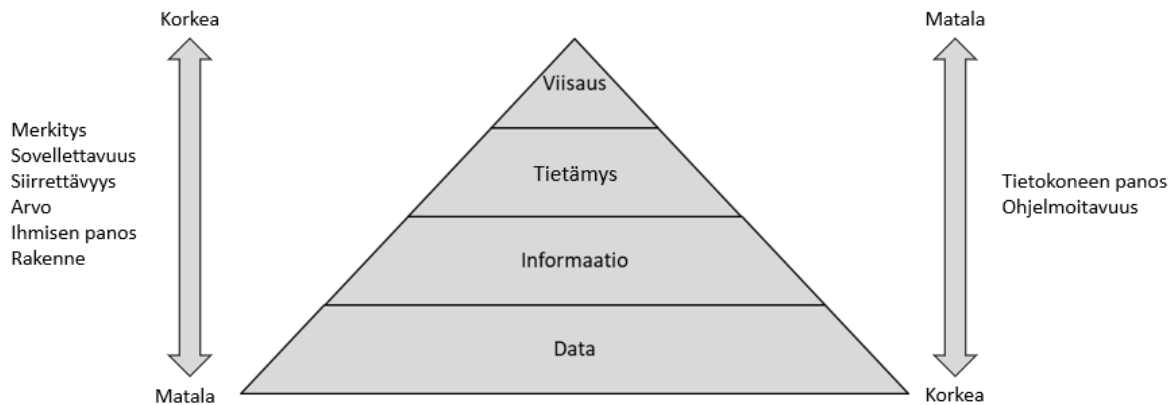 Korkea
Merkitys
Sovellettavuus
Siirrettävyys
Arvo
Ihmisen panos
Rakenne
Matala
Viisaus
Tietämys
Informaatio
Data
Matala
Tietokoneen panos
Ohjelmoitavuus
Korkea